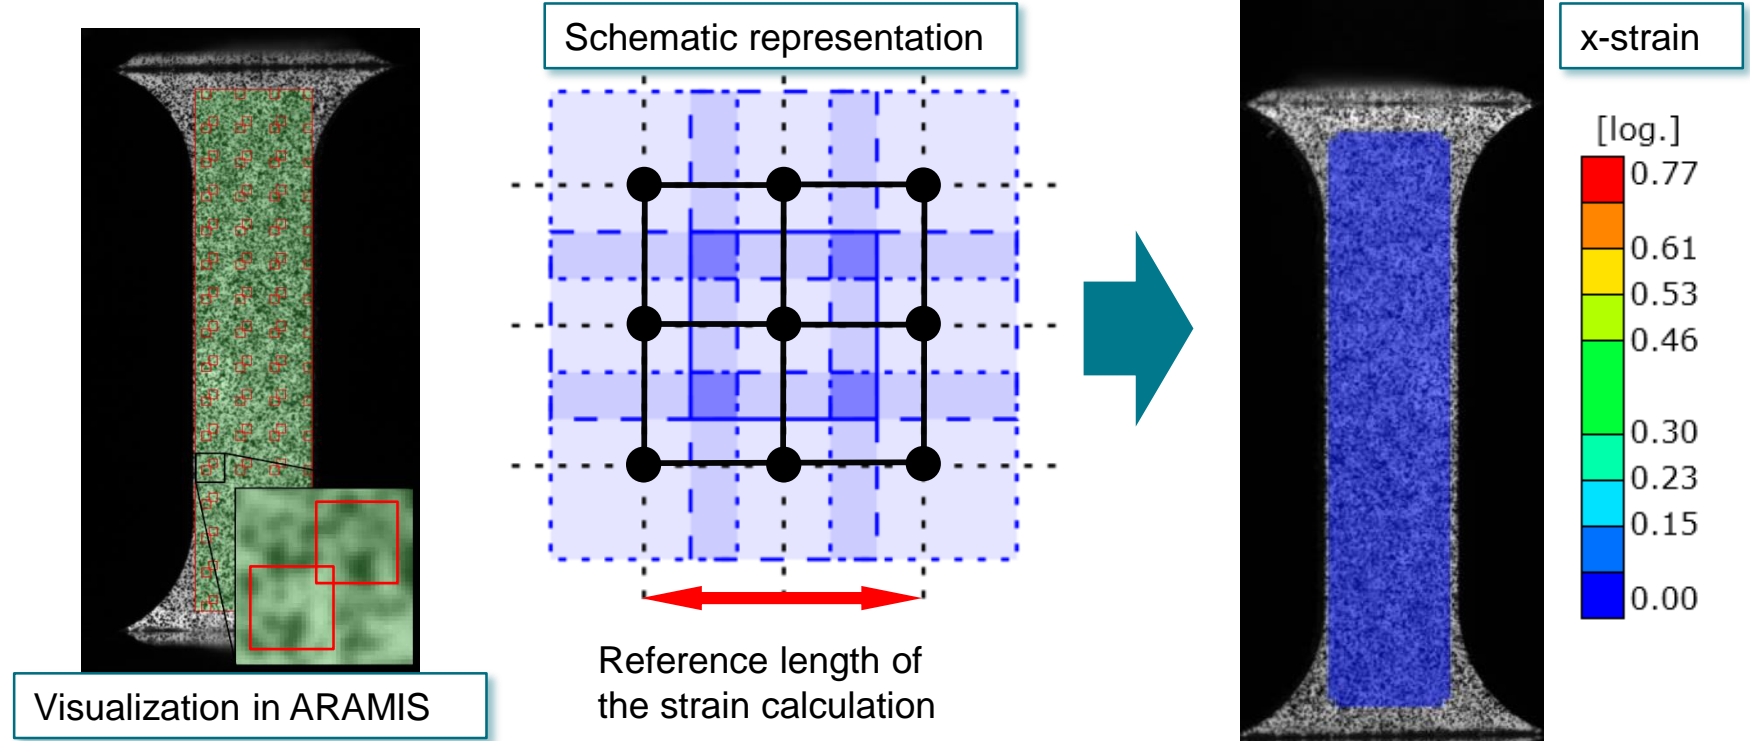 Schematic representation
x-strain
[log.]
0.77
0.61
0.53
0.46
0.30
0.23
0.15
0.00
Reference length of
the strain calculation
Visualization in ARAMIS